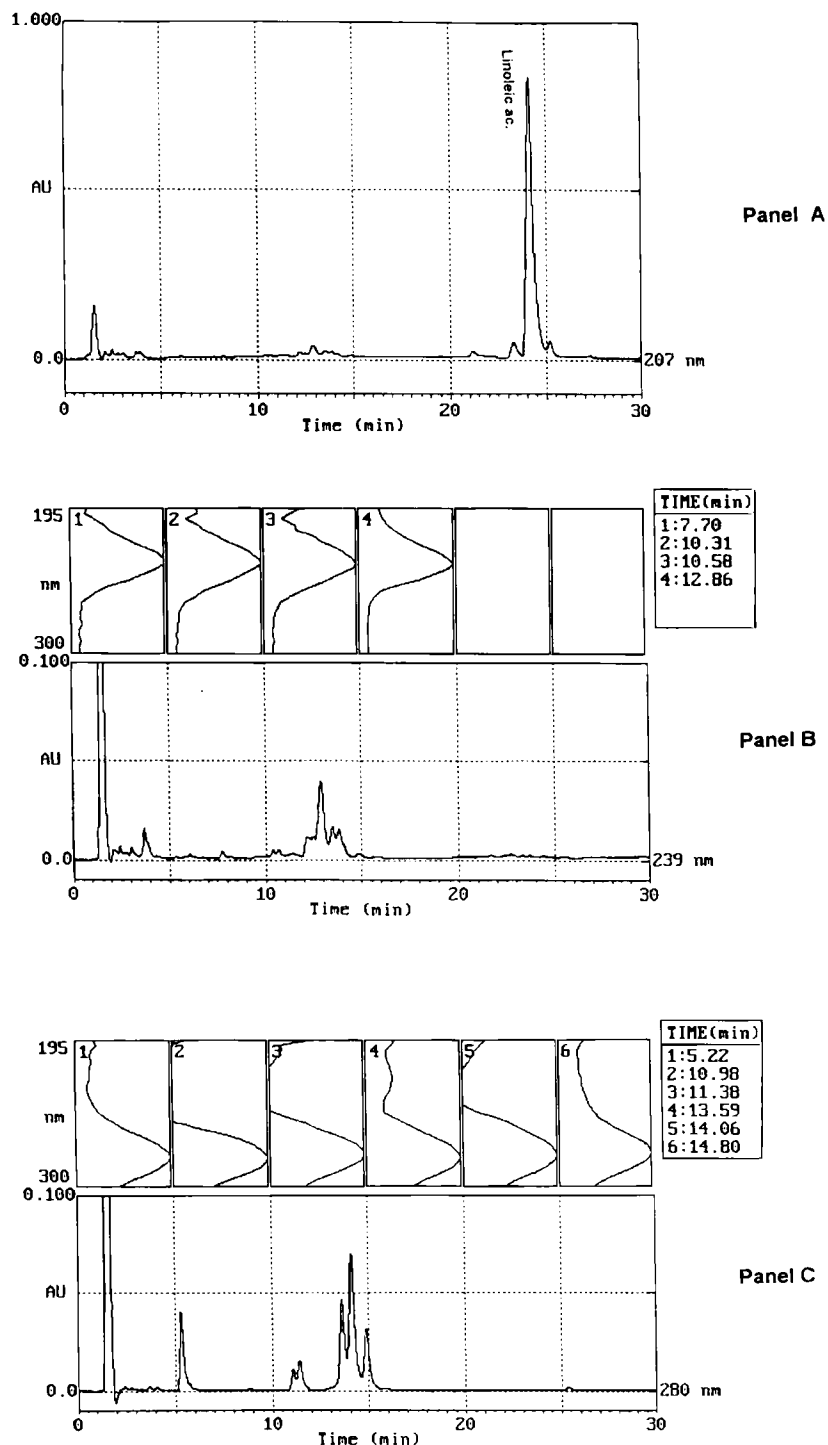 1.000
Linoleic ac.
AU
Panel A
0.0
207 nm
0 10 20 30
Time (min)
195
nm
300
1 2 3 4
TIME(min)
1:7.70
2:10.31
3:10.58
4:12.86
0.100
AU
Panel B
0.0
239 nm
0 10 20 30
Time (min)
195
nm
300
1 2 3 4 5 6
TIME(min)
1:5.22
2:10.98
3:11.38
4:13.59
5:14.06
6:14.80
0.100
AU
Panel C
0.0
280 nm
0 10 20 30
Time (min)